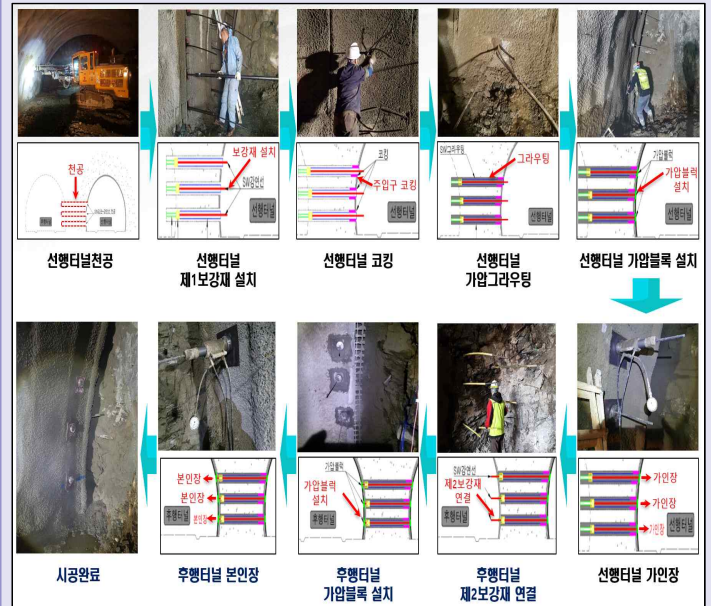 천공
선행터널
선행터널천공
보강재 설치
SW강연선
선행터널
선행터널
제1보강재 설치
코킹
주입구 코킹
선행터널
선행터널 코킹
SW그라우팅
그라우팅
선행터널
선행터널
가압그라우팅
가압블럭
가압블럭
설치
선행터널
선행터널 가압블록 설치
시공완료
본인장
본인장
본인장
후행터널
후행터널 본인장
가압블럭
가압블럭
설치
후행터널
후행터널
가압블록 설치
SW강연선
제2보강재
연결
후행터널
후행터널
제2보강재 연결
가인장
가인장
가인장
선행터널
선행터널 가인장